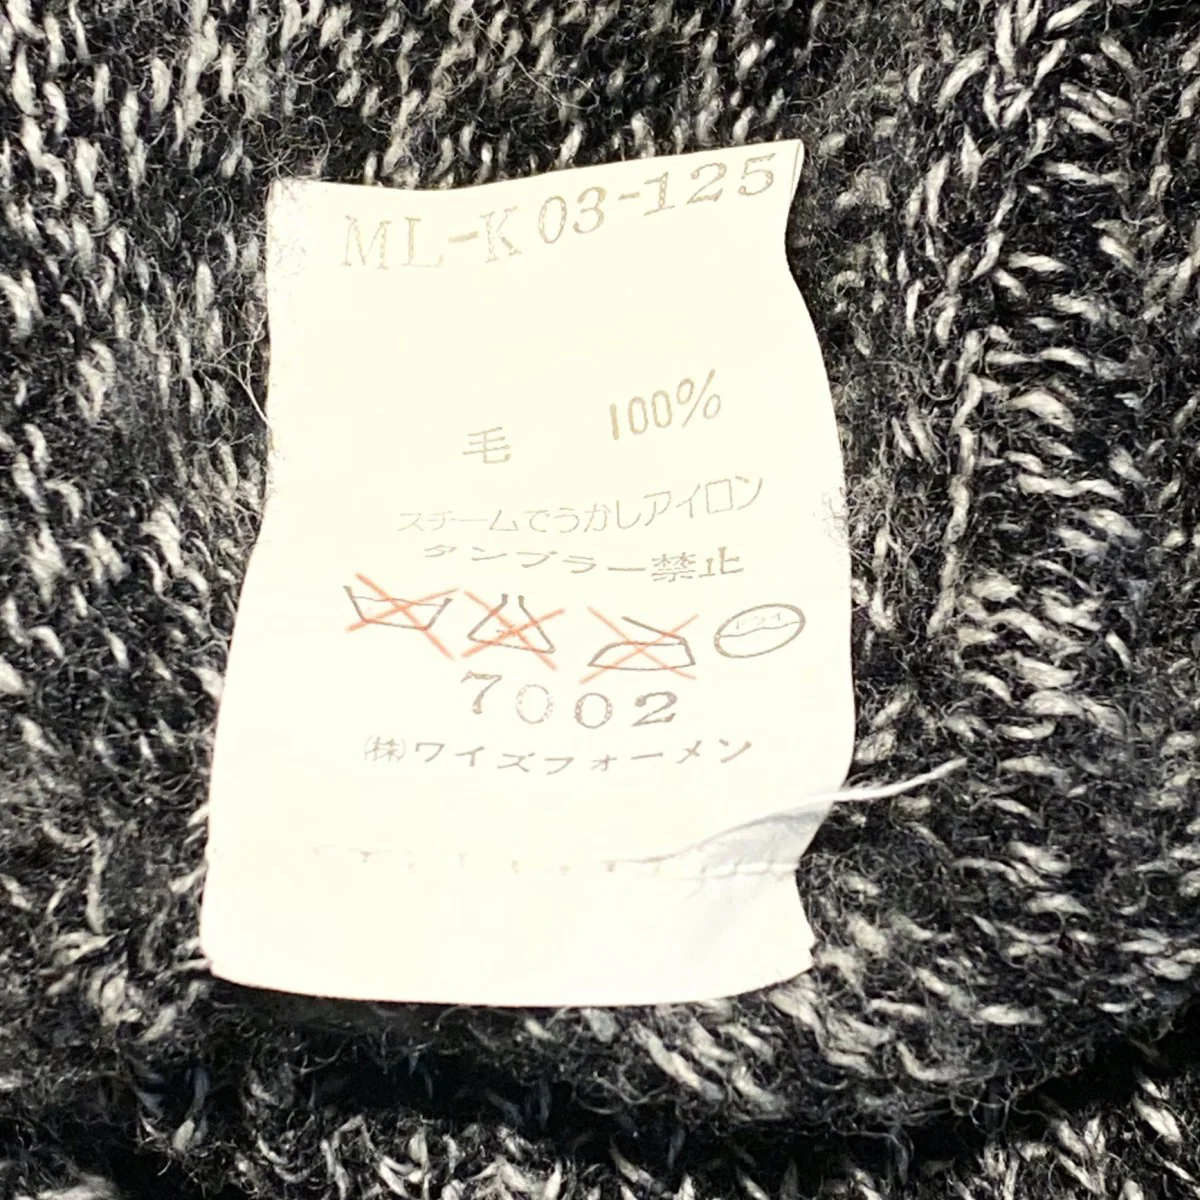 ML-K03-125
毛 100%
スチームでうかしアイロン
タンブラー禁止
ドライ
7002
(株)ワイズフォーメン